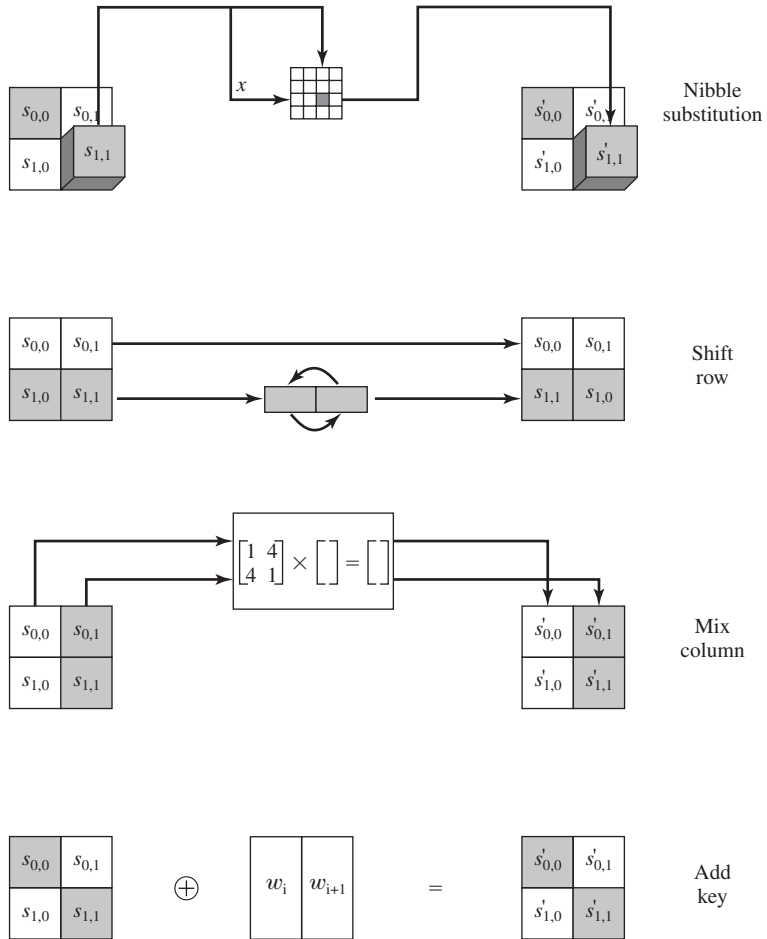 x
s0,0 s0,1 s'0,0 s'0,1 Nibble
substitution
s1,0 s1,1 s'1,0 s'1,1
s0,0 s0,1 s0,0 s0,1 Shift
row
s1,0 s1,1 s1,1 s1,0
[1 4
4 1] × [ ] = [ ]
s0,0 s0,1 s'0,0 s'0,1 Mix
column
s1,0 s1,1 s'1,0 s'1,1
s0,0 s0,1 ⊕ wi wi+1 = s'0,0 s'0,1 Add
key
s1,0 s1,1 s'1,0 s'1,1